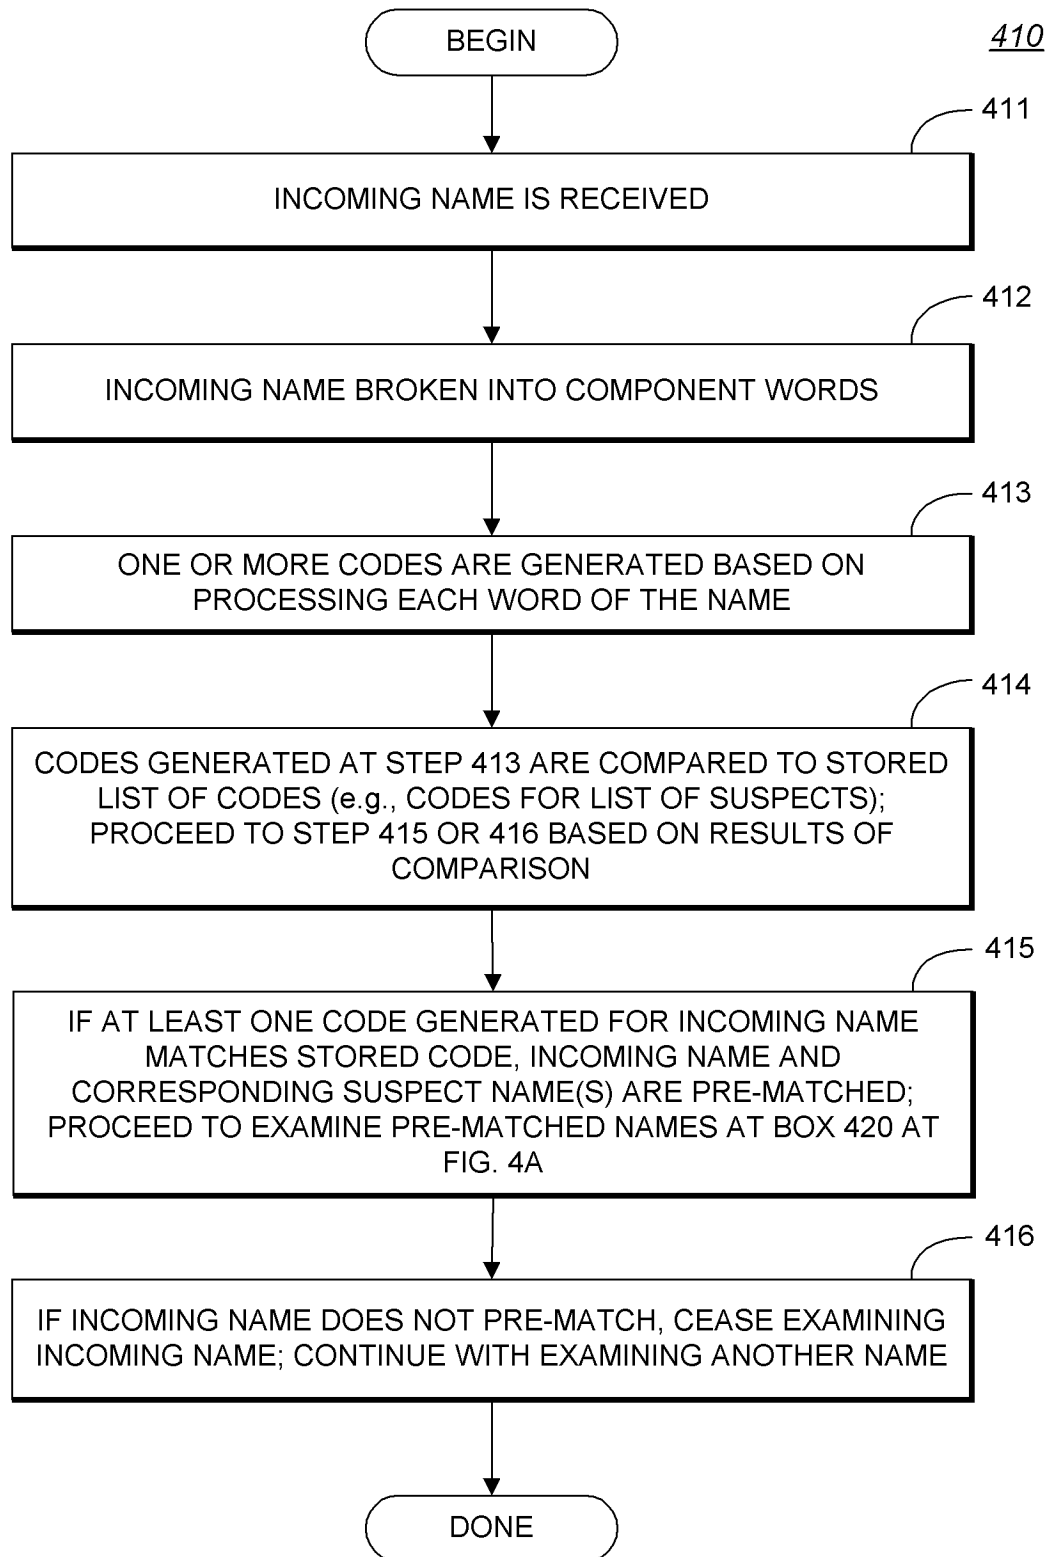 BEGIN
410
411
INCOMING NAME IS RECEIVED
412
INCOMING NAME BROKEN INTO COMPONENT WORDS
413
ONE OR MORE CODES ARE GENERATED BASED ON
PROCESSING EACH WORD OF THE NAME
414
CODES GENERATED AT STEP 413 ARE COMPARED TO STORED
LIST OF CODES (e.g., CODES FOR LIST OF SUSPECTS);
PROCEED TO STEP 415 OR 416 BASED ON RESULTS OF
COMPARISON
415
IF AT LEAST ONE CODE GENERATED FOR INCOMING NAME
MATCHES STORED CODE, INCOMING NAME AND
CORRESPONDING SUSPECT NAME(S) ARE PRE-MATCHED;
PROCEED TO EXAMINE PRE-MATCHED NAMES AT BOX 420 AT
FIG. 4A
416
IF INCOMING NAME DOES NOT PRE-MATCH, CEASE EXAMINING
INCOMING NAME; CONTINUE WITH EXAMINING ANOTHER NAME
DONE